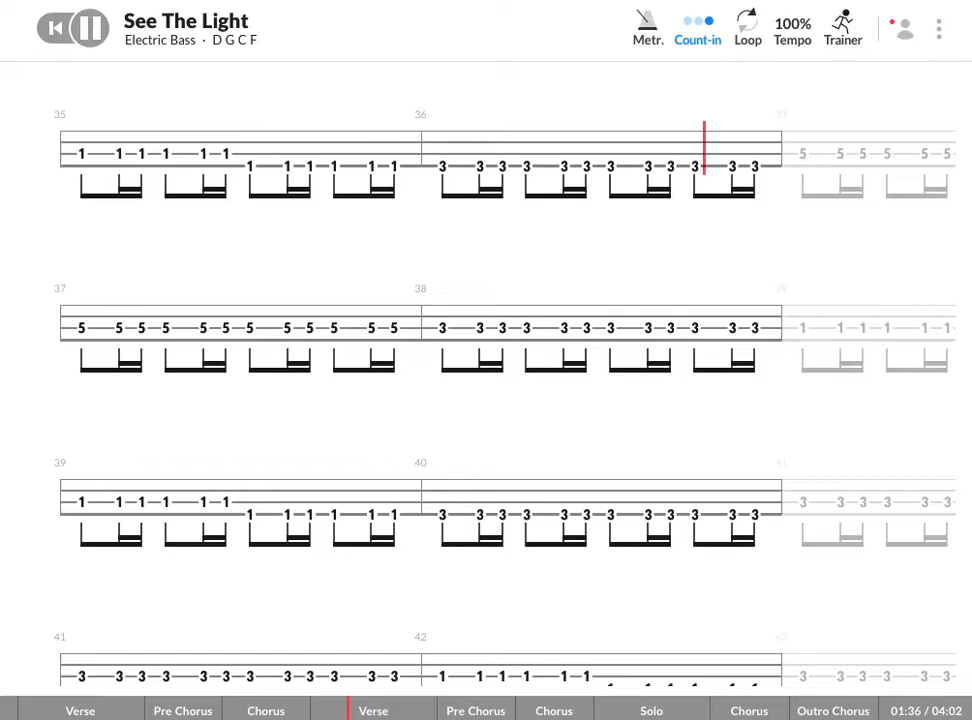 See The Light
Electric Bass · D G C F
Metr.
Count-in
Loop
100%
Tempo
Trainer
35 36 37
1 1 1 1 1 1 1 1 1 1 1 1 3 3 3 3 3 3 3 3 3 3 3 3 5 5 5 5 5 5
37 38 39
5 5 5 5 5 5 5 5 5 5 5 5 3 3 3 3 3 3 3 3 3 3 3 3 1 1 1 1 1 1
39 40 41
1 1 1 1 1 1 1 1 1 1 1 1 3 3 3 3 3 3 3 3 3 3 3 3 3 3 3 3 3 3
41 42 43
3 3 3 3 3 3 3 3 3 3 3 3 1 1 1 1 1 1 3 3 3 3 3 3
Verse Pre Chorus Chorus Verse Pre Chorus Chorus Solo Chorus Outro Chorus 01:36 / 04:02